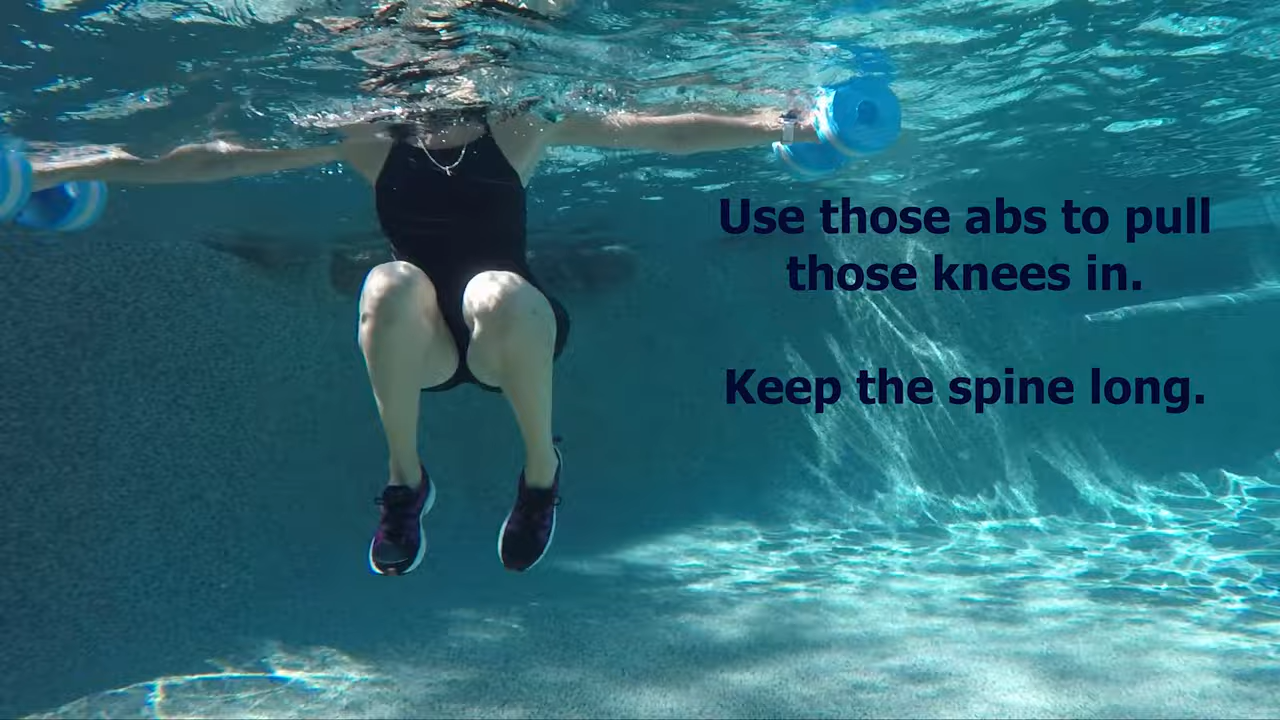 Use those abs to pull
those knees in.
Keep the spine long.